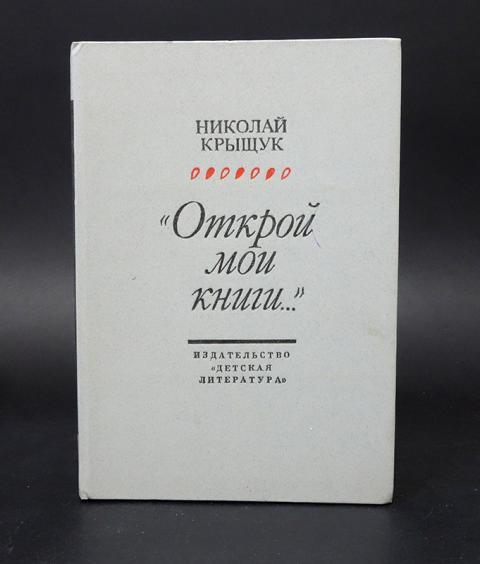 НИКОЛАЙ
КРЫЩУК
“Открой
мои
книги...”
ИЗДАТЕЛЬСТВО
«ДЕТСКАЯ
ЛИТЕРАТУРА»